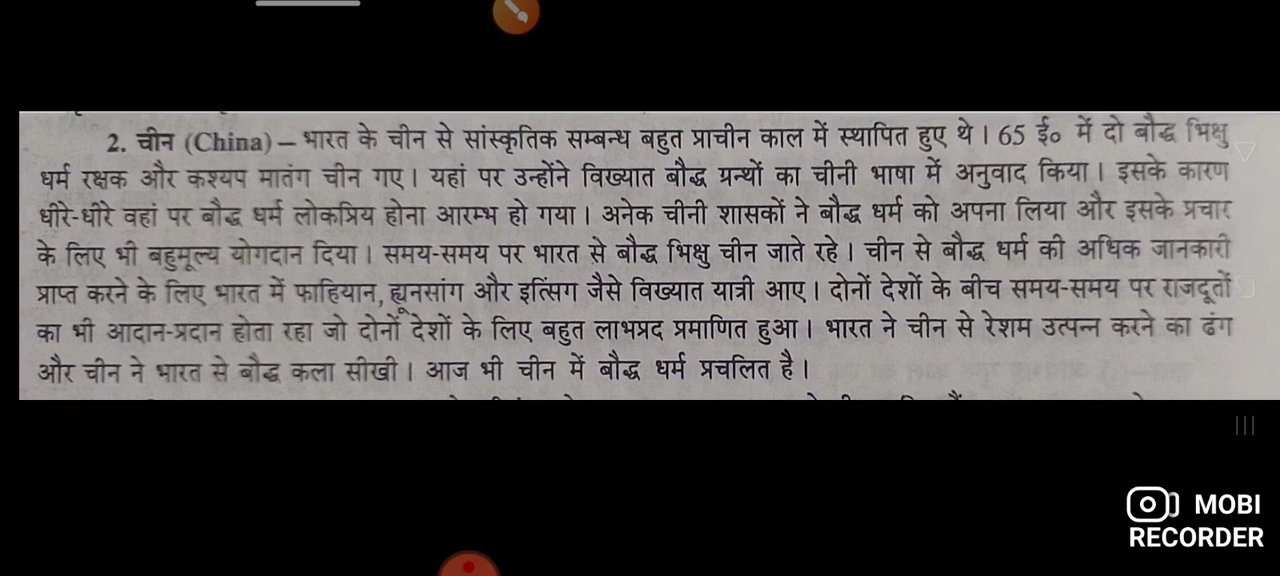 2. चीन (China) – भारत के चीन से सांस्कृतिक सम्बन्ध बहुत प्राचीन काल में स्थापित हुए थे। 65 ई० में दो बौद्ध भिक्षु
धर्म रक्षक और कश्यप मातंग चीन गए। यहां पर उन्होंने विख्यात बौद्ध ग्रन्थों का चीनी भाषा में अनुवाद किया। इसके कारण
धीरे-धीरे वहां पर बौद्ध धर्म लोकप्रिय होना आरम्भ हो गया। अनेक चीनी शासकों ने बौद्ध धर्म को अपना लिया और इसके प्रचार
के लिए भी बहुमूल्य योगदान दिया। समय-समय पर भारत से बौद्ध भिक्षु चीन जाते रहे। चीन से बौद्ध धर्म की अधिक जानकारी
प्राप्त करने के लिए भारत में फाहियान, ह्यूनसांग और इत्सिंग जैसे विख्यात यात्री आए। दोनों देशों के बीच समय-समय पर राजदूतों
का भी आदान-प्रदान होता रहा जो दोनों देशों के लिए बहुत लाभप्रद प्रमाणित हुआ। भारत ने चीन से रेशम उत्पन्न करने का ढंग
और चीन ने भारत से बौद्ध कला सीखी। आज भी चीन में बौद्ध धर्म प्रचलित है।
MOBI
RECORDER